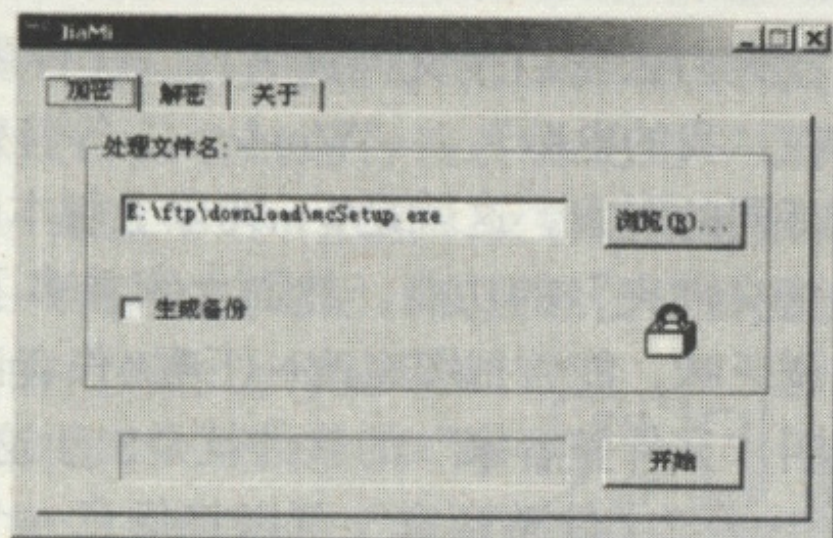 JiaMi
加密 解密 关于
处理文件名:
E:\ftp\download\mcSetup.exe 浏览(R)...
生成备份
开始